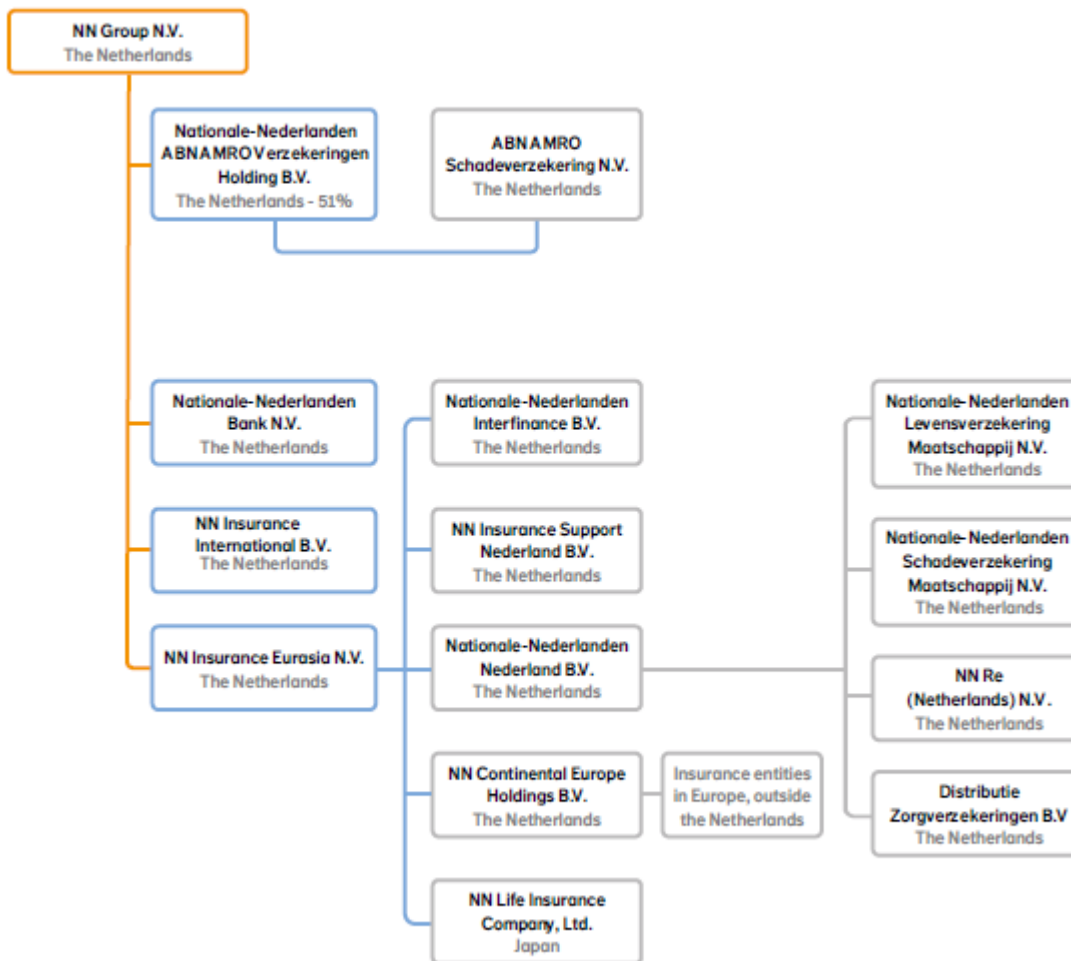 NN Group N.V.
The Netherlands
Nationale-Nederlanden
ABN AMRO Verzekeringen
Holding B.V.
The Netherlands - 51%
ABN AMRO
Schadeverzekering N.V.
The Netherlands
Nationale-Nederlanden
Bank N.V.
The Netherlands
NN Insurance
International B.V.
The Netherlands
NN Insurance Eurasia N.V.
The Netherlands
Nationale-Nederlanden
Interfinance B.V.
The Netherlands
NN Insurance Support
Nederland B.V.
The Netherlands
Nationale-Nederlanden
Nederland B.V.
The Netherlands
NN Continental Europe
Holdings B.V.
The Netherlands
NN Life Insurance
Company, Ltd.
Japan
Insurance entities
in Europe, outside
the Netherlands
Nationale-Nederlanden
Levensverzekering
Maatschappij N.V.
The Netherlands
Nationale-Nederlanden
Schadeverzekering
Maatschappij N.V.
The Netherlands
NN Re
(Netherlands) N.V.
The Netherlands
Distributie
Zorgverzekeringen B.V
The Netherlands